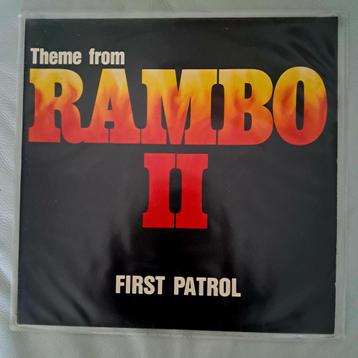 Theme from
RAMBO
II
FIRST PATROL